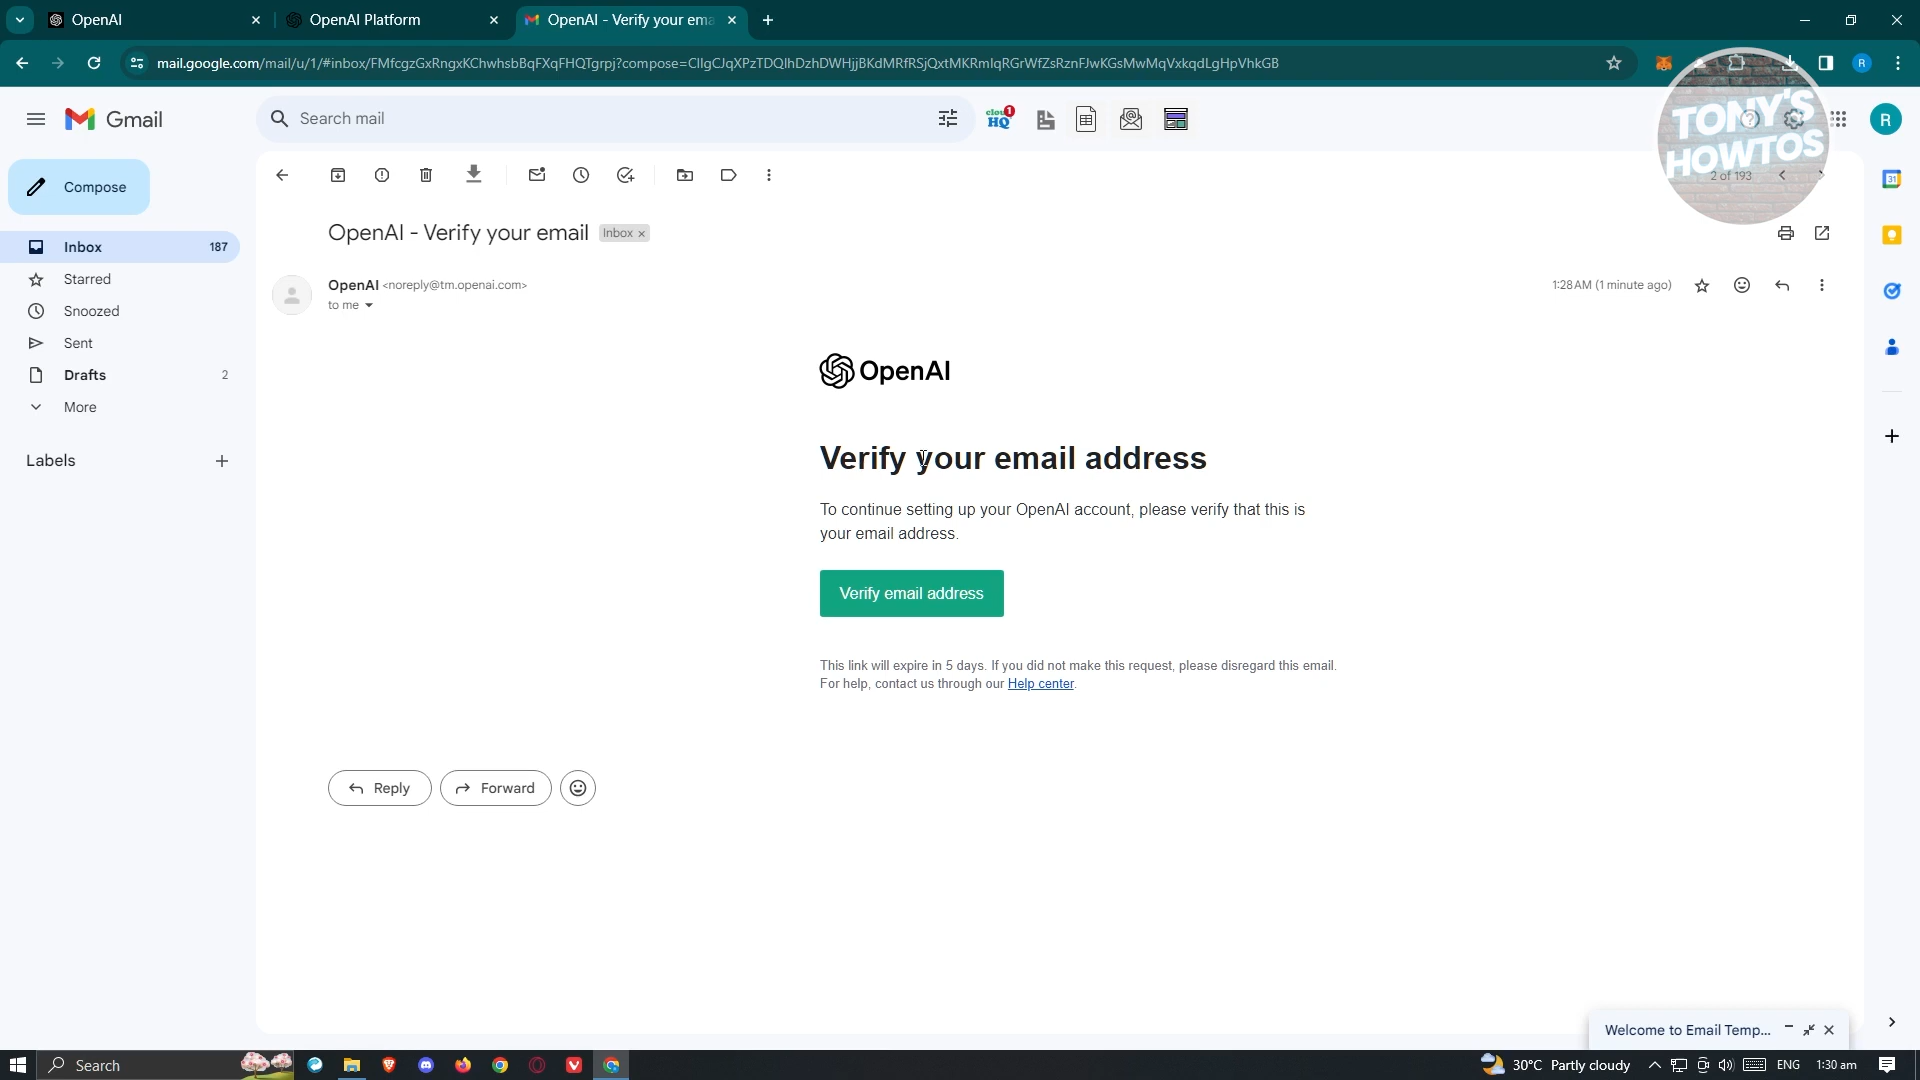 OpenAI
OpenAI Platform
OpenAI - Verify your ema
mail.google.com/mail/u/1/#inbox/FMfcgzGxRngxKChwhsbBqFXqFHQTgrpj?compose=CllgCJqXPzTDQlhDzhDWHjjBKdMRfRSjQxtMKRmlqRGrWfZsRznFJwKGsMwMqVxkqdLgHpVhkGB
R
Gmail
Search mail
cloud
HQ
1
R
TONY'S
HOWTOS
Compose
2 of 193
31
OpenAI - Verify your email
Inbox ×
Inbox
187
Starred
Snoozed
Sent
Drafts
2
More
Labels
OpenAI <noreply@tm.openai.com>
to me
1:28 AM (1 minute ago)
OpenAI
Verify your email address
To continue setting up your OpenAI account, please verify that this is
your email address.
Verify email address
This link will expire in 5 days. If you did not make this request, please disregard this email.
For help, contact us through our Help center.
Reply
Forward
Welcome to Email Temp...
Search
30°C Partly cloudy
ENG
1:30 am